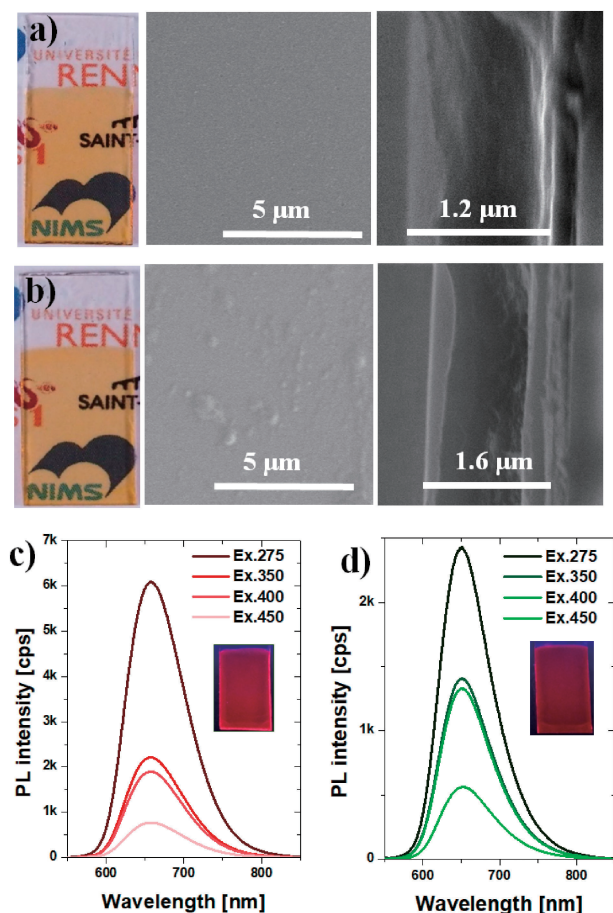 a)
UNIVERSITÉ
RENN
SAINT-
NIMS
5 μm
1.2 μm
b)
UNIVERSITÉ
RENN
SAINT-
NIMS
5 μm
1.6 μm
c)
7k
6k
5k
4k
3k
2k
1k
0
PL intensity [cps]
Ex.275
Ex.350
Ex.400
Ex.450
600
700
800
Wavelength [nm]
d)
2k
1k
0
PL intensity [cps]
Ex.275
Ex.350
Ex.400
Ex.450
600
700
800
Wavelength [nm]